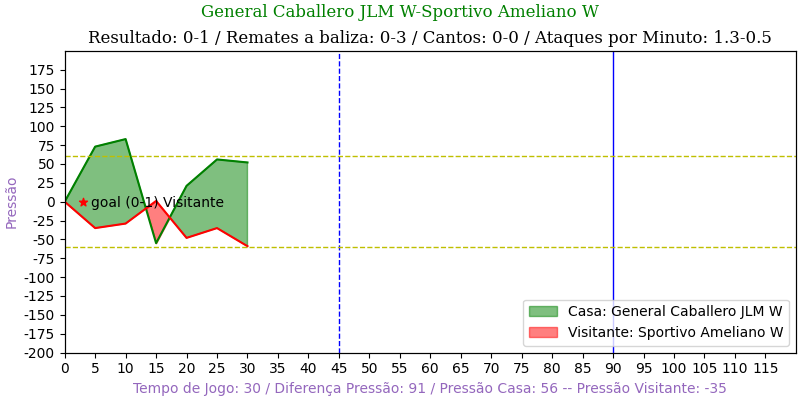 General Caballero JLM W-Sportivo Ameliano W
Resultado: 0-1 / Remates a baliza: 0-3 / Cantos: 0-0 / Ataques por Minuto: 1.3-0.5
175
150
125
100
75
50
25
0
-25
-50
-75
-100
-125
-150
-175
-200
Pressão
goal (0-1) Visitante
Casa: General Caballero JLM W
Visitante: Sportivo Ameliano W
0 5 10 15 20 25 30 35 40 45 50 55 60 65 70 75 80 85 90 95 100 105 110 115
Tempo de Jogo: 30 / Diferença Pressão: 91 / Pressão Casa: 56 -- Pressão Visitante: -35